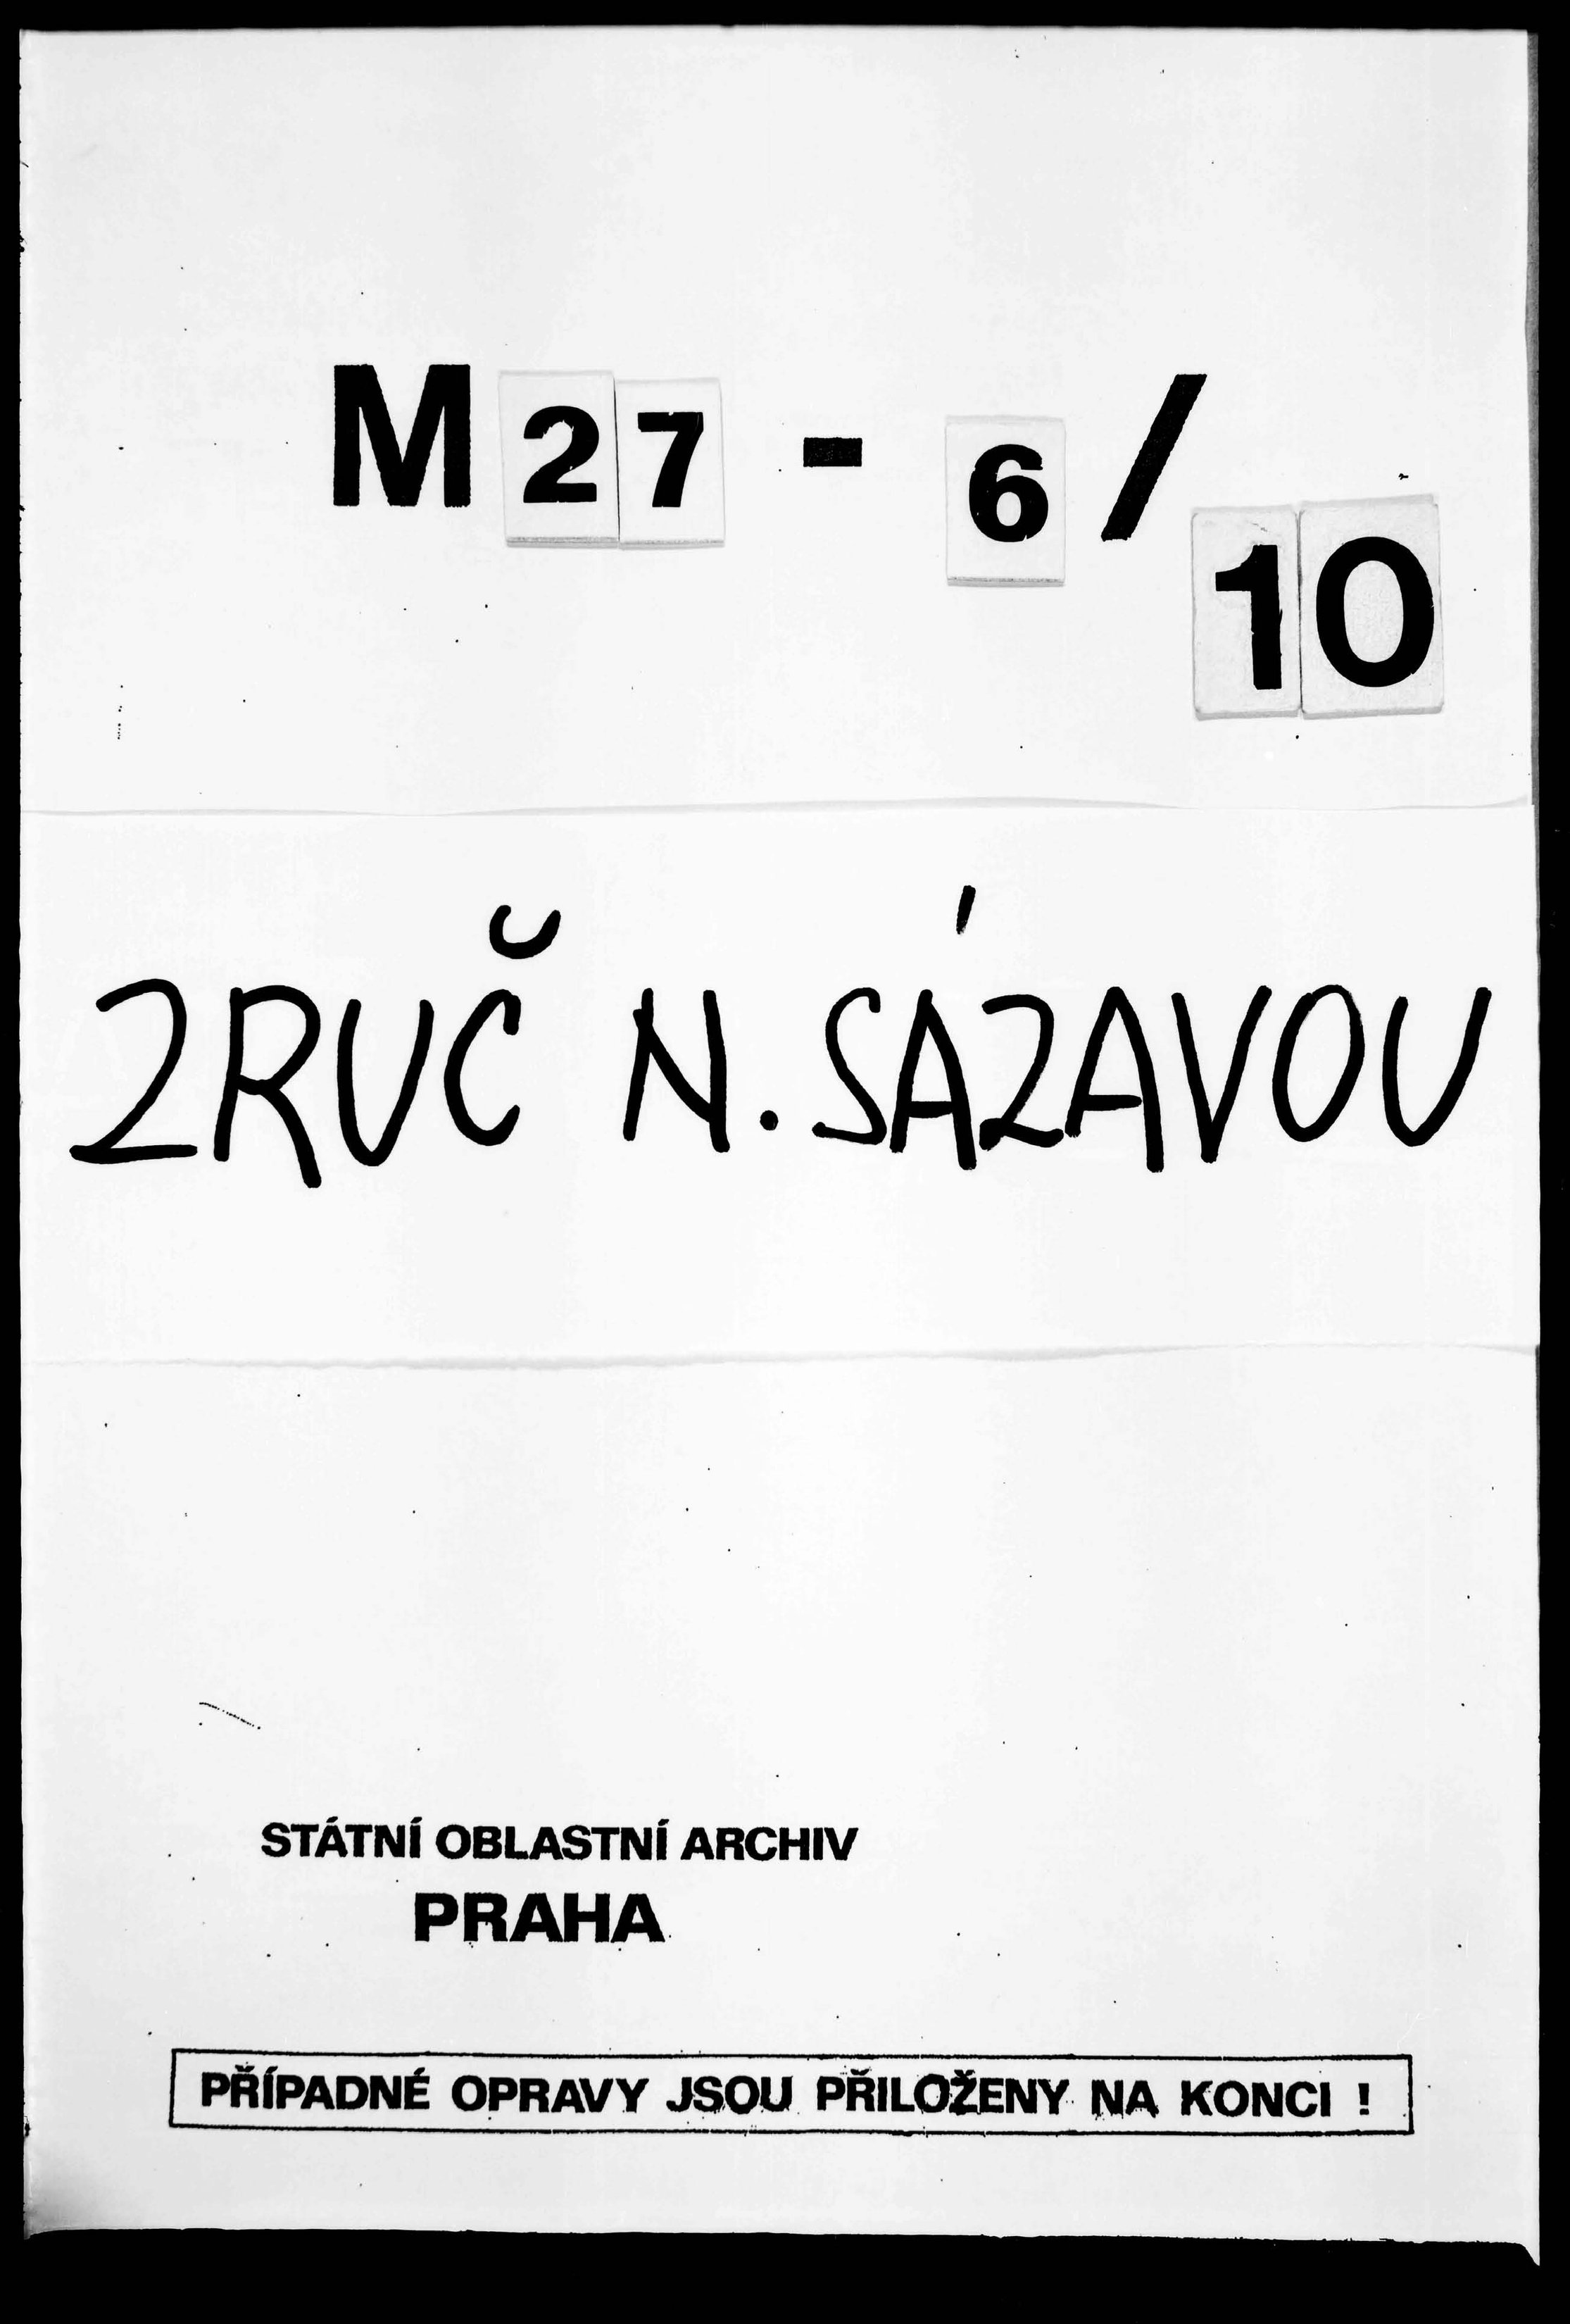 M 27 - 6 / 10
ZRUČ N. SÁZAVOU
STÁTNÍ OBLASTNÍ ARCHIV
PRAHA
PŘÍPADNÉ OPRAVY JSOU PŘILOŽENY NA KONCI !